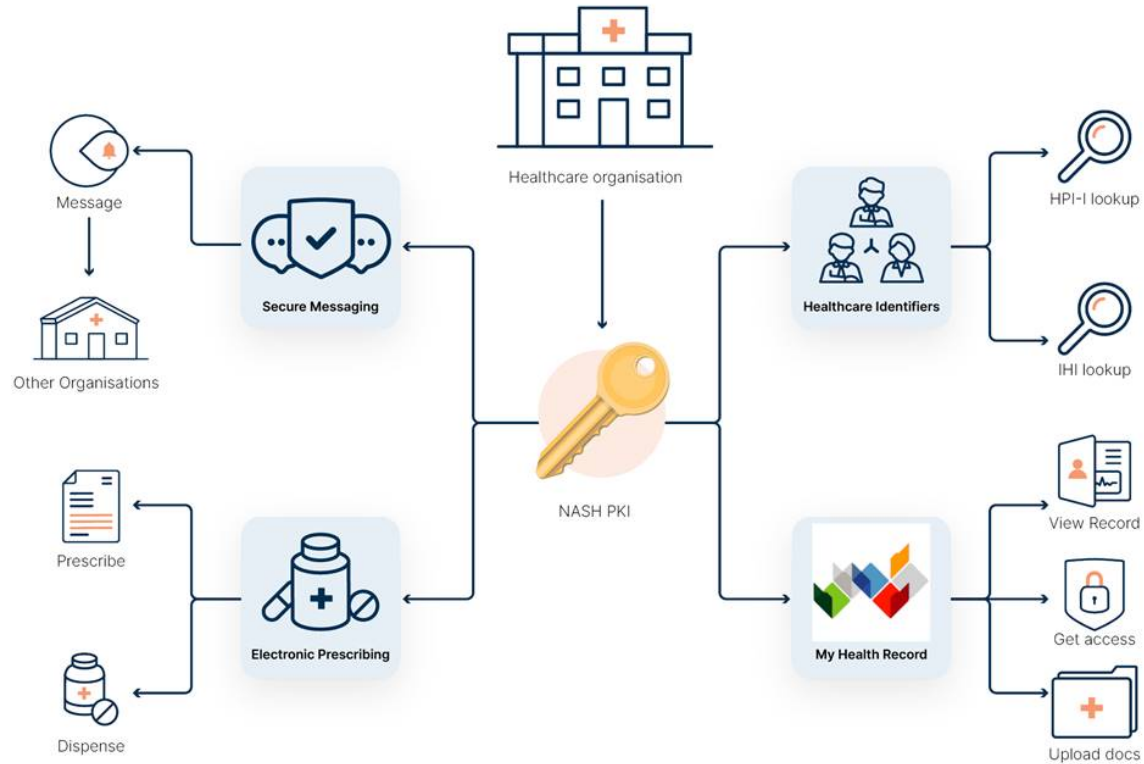 Healthcare organisation
Message
HPI-I lookup
Secure Messaging
Healthcare Identifiers
Other Organisations
IHI lookup
NASH PKI
Prescribe
View Record
Electronic Prescribing
My Health Record
Get access
Dispense
Upload docs